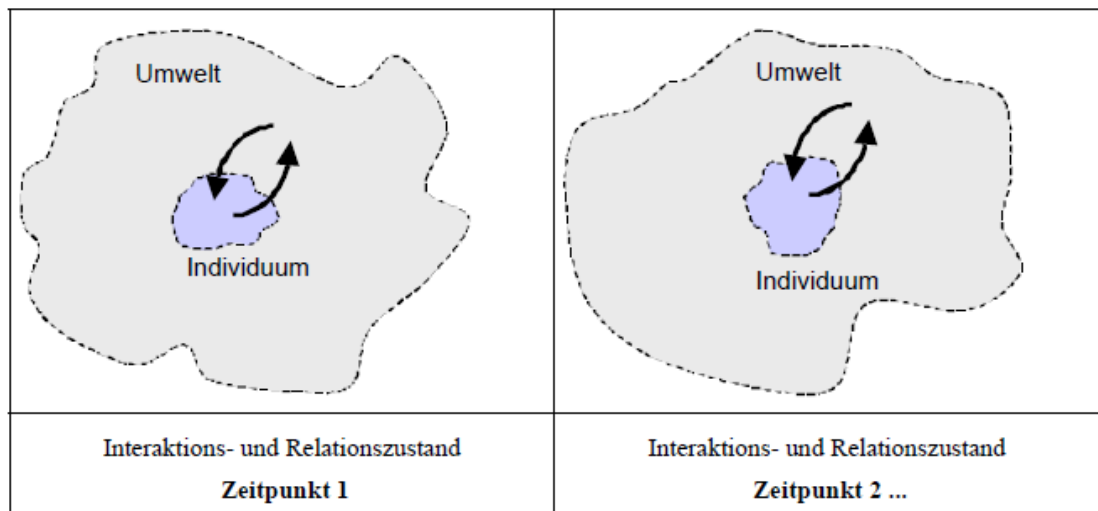 Umwelt
Individuum
Umwelt
Individuum
Interaktions- und Relationszustand
Zeitpunkt 1
Interaktions- und Relationszustand
Zeitpunkt 2 ...